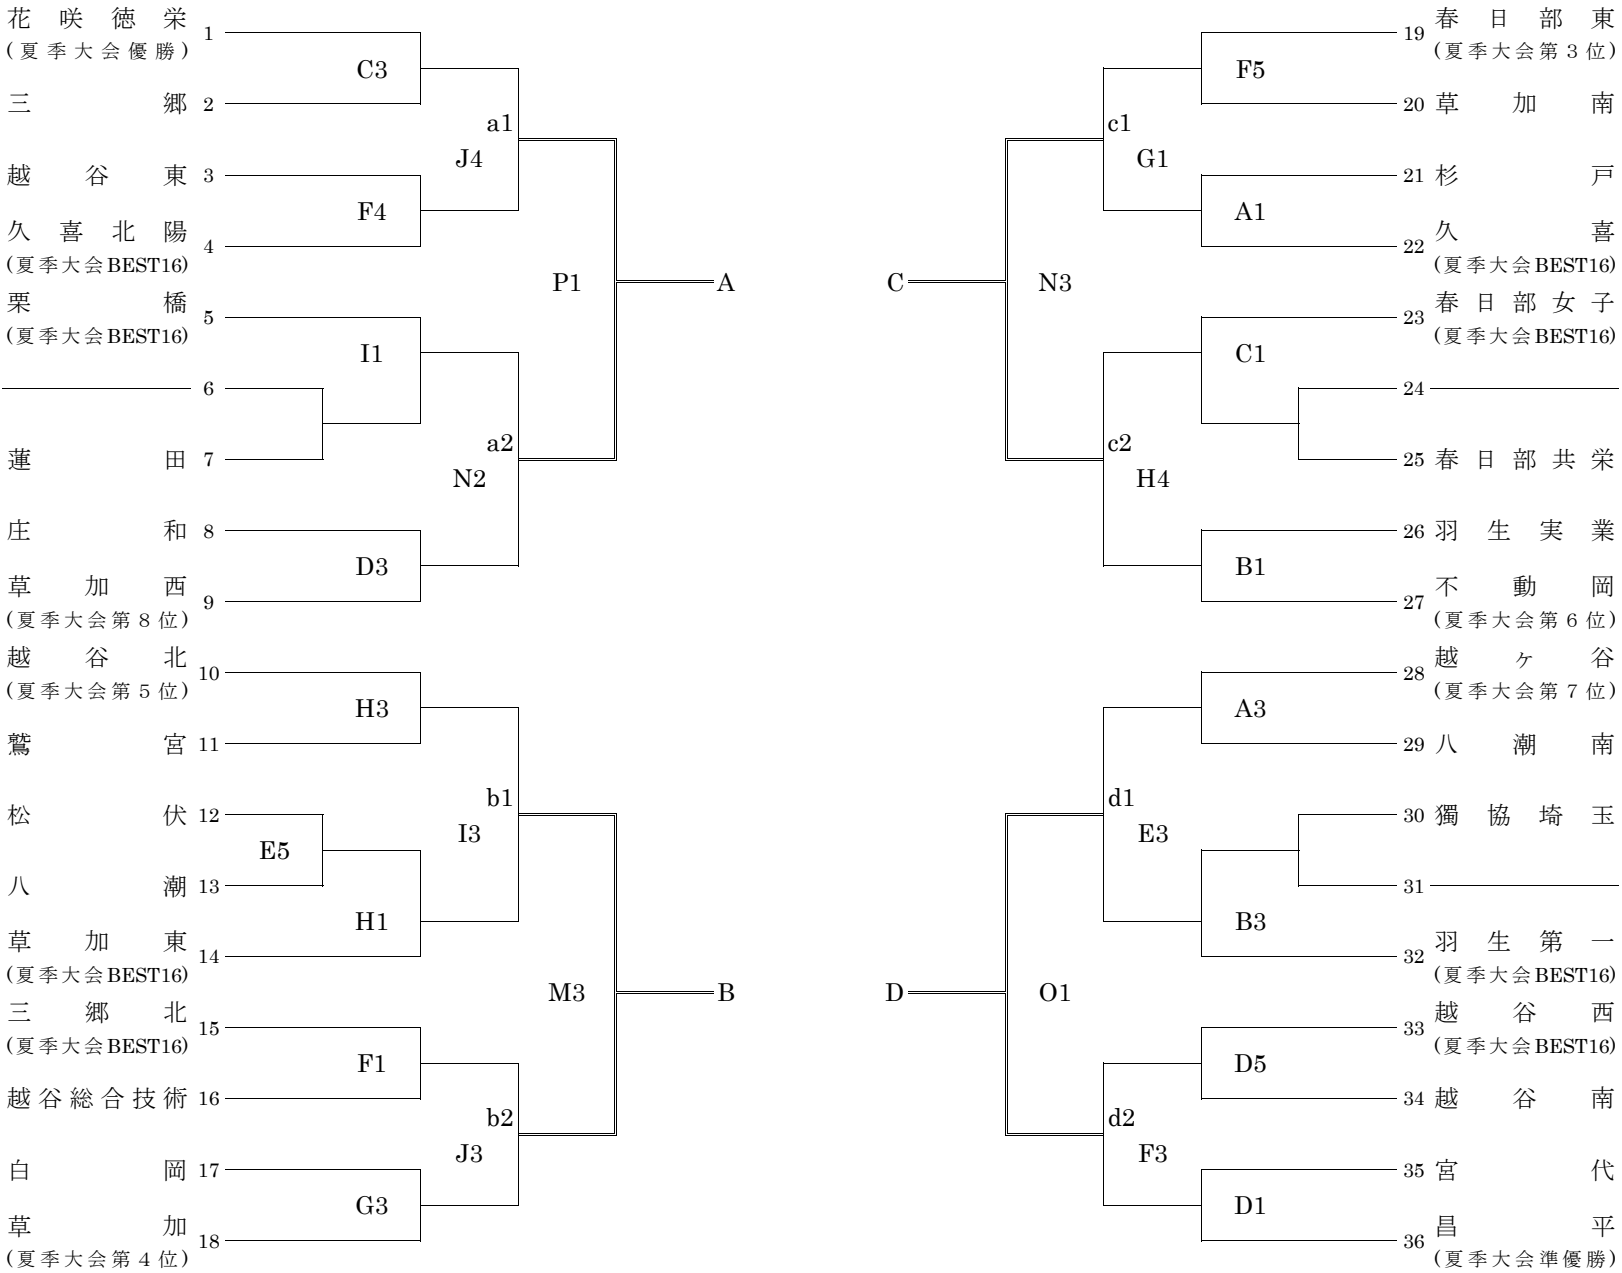 花咲徳栄 1
(夏季大会優勝)
C3
三郷 2
a1
J4
越谷東 3
F4
久喜北陽 4
(夏季大会BEST16)
P1 A
栗橋 5
(夏季大会BEST16)
I1
6
a2
蓮田 7
N2
庄和 8
D3
草加西 9
(夏季大会第8位)
越谷北 10
(夏季大会第5位)
H3
鷲宮 11
b1
松伏 12
I3
E5
八潮 13
H1
草加東 14
(夏季大会BEST16)
M3 B
三郷北 15
(夏季大会BEST16)
F1
越谷総合技術 16
b2
J3
白岡 17
G3
草加 18
(夏季大会第4位)
19 春日部東
(夏季大会第3位)
F5
20 草加南
c1
G1
21 杉戸
A1
22 久喜
(夏季大会BEST16)
C N3
23 春日部女子
(夏季大会BEST16)
C1
24
c2
25 春日部共栄
H4
26 羽生実業
B1
27 不動岡
(夏季大会第6位)
28 越ヶ谷
(夏季大会第7位)
A3
29 八潮南
d1
30 獨協埼玉
E3
31
B3
32 羽生第一
(夏季大会BEST16)
D O1
33 越谷西
(夏季大会BEST16)
D5
34 越谷南
d2
F3
35 宮代
D1
36 昌平
(夏季大会準優勝)